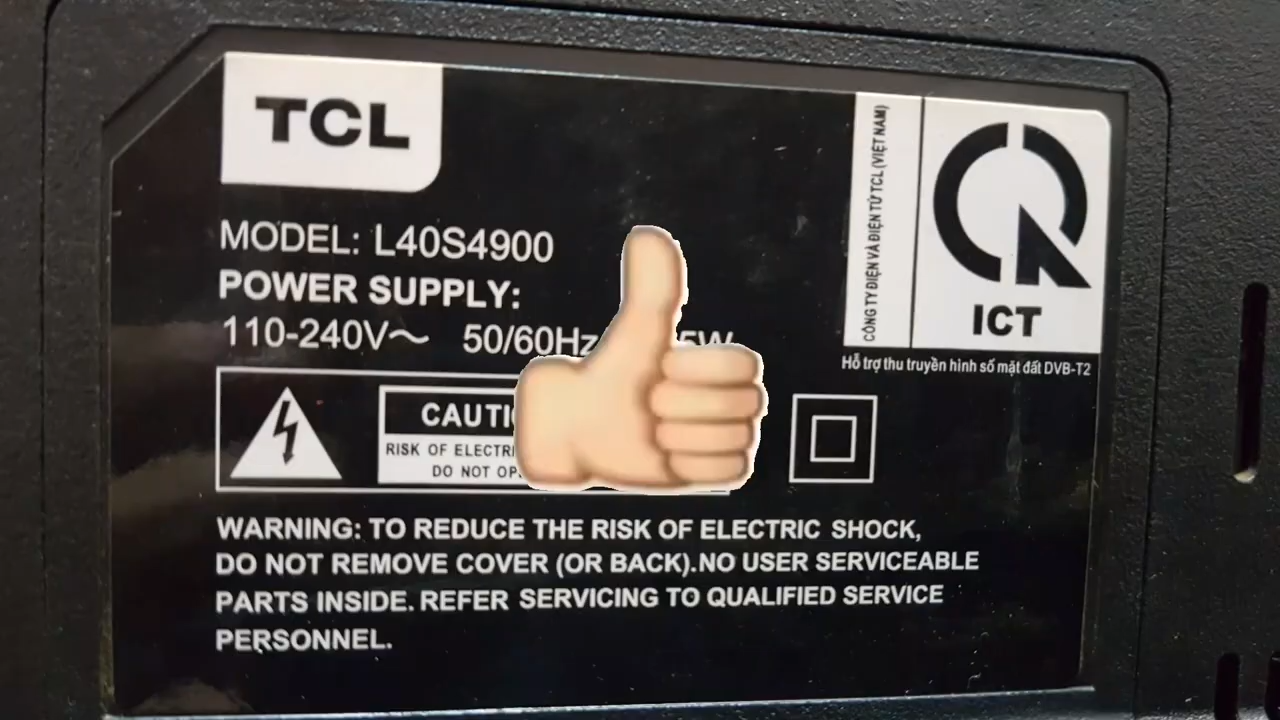 TCL
MODEL: L40S4900
POWER SUPPLY:
110-240V～ 50/60Hz 5W
CAUTI
RISK OF ELECTRI
DO NOT OP
WARNING: TO REDUCE THE RISK OF ELECTRIC SHOCK,
DO NOT REMOVE COVER (OR BACK).NO USER SERVICEABLE
PARTS INSIDE. REFER SERVICING TO QUALIFIED SERVICE
PERSONNEL.
CÔNG TY ĐIỆN VÀ ĐIỆN TỬ TCL (VIỆT NAM)
ICT
Hỗ trợ thu truyền hình số mặt đất DVB-T2